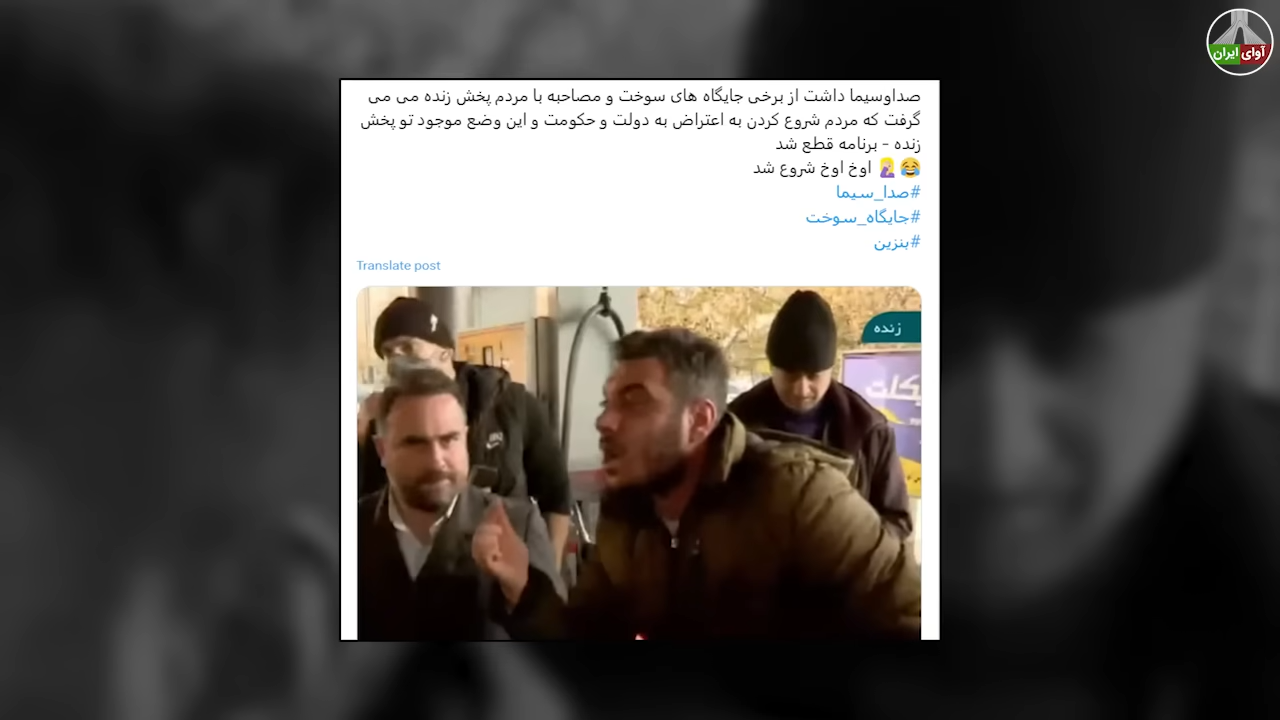 آوای ایران
صداوسیما داشت از برخی جایگاه های سوخت و مصاحبه با مردم پخش زنده می می
گرفت که مردم شروع کردن به اعتراض به دولت و حکومت و این وضع موجود تو پخش
زنده - برنامه قطع شد
😂🤦🏼‍♀️ اوخ اوخ شروع شد
#صدا_سیما
#جایگاه_سوخت
#بنزین
Translate post
زنده